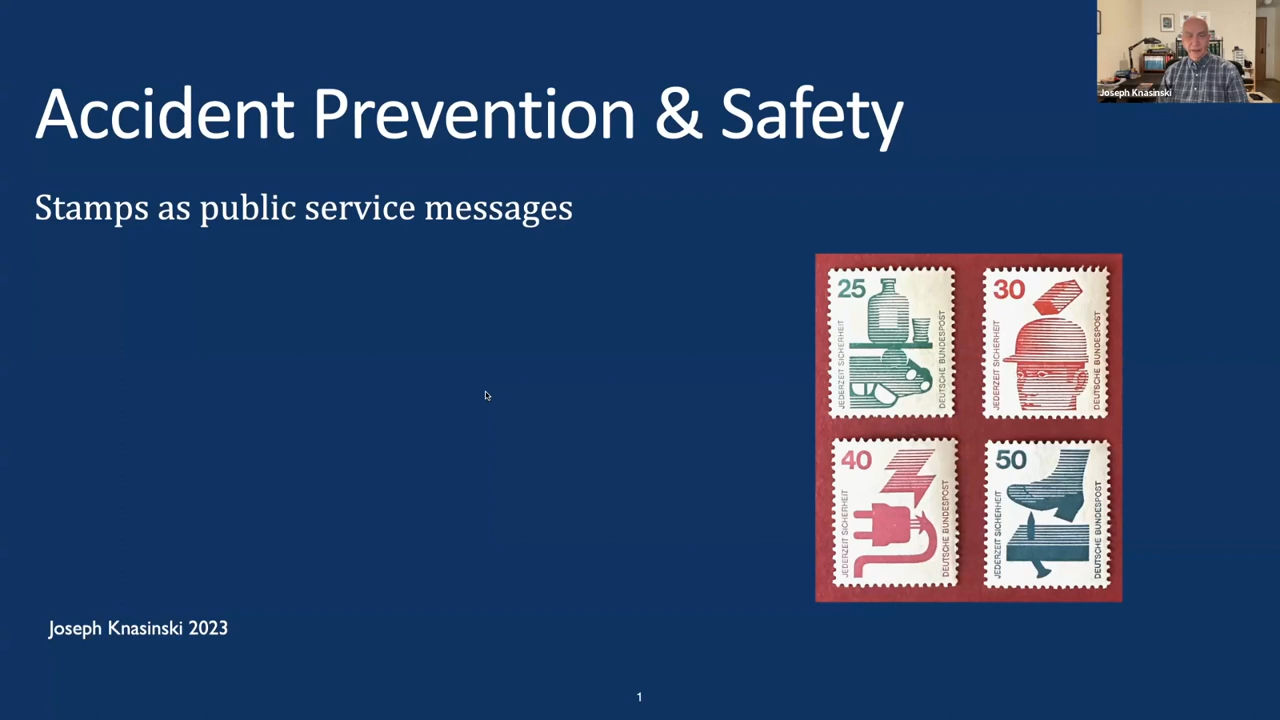 Joseph Knasinski
Accident Prevention & Safety
Stamps as public service messages
25
JEDERZEIT SICHERHEIT
DEUTSCHE BUNDESPOST
30
JEDERZEIT SICHERHEIT
DEUTSCHE BUNDESPOST
40
JEDERZEIT SICHERHEIT
DEUTSCHE BUNDESPOST
50
JEDERZEIT SICHERHEIT
DEUTSCHE BUNDESPOST
Joseph Knasinski 2023
1